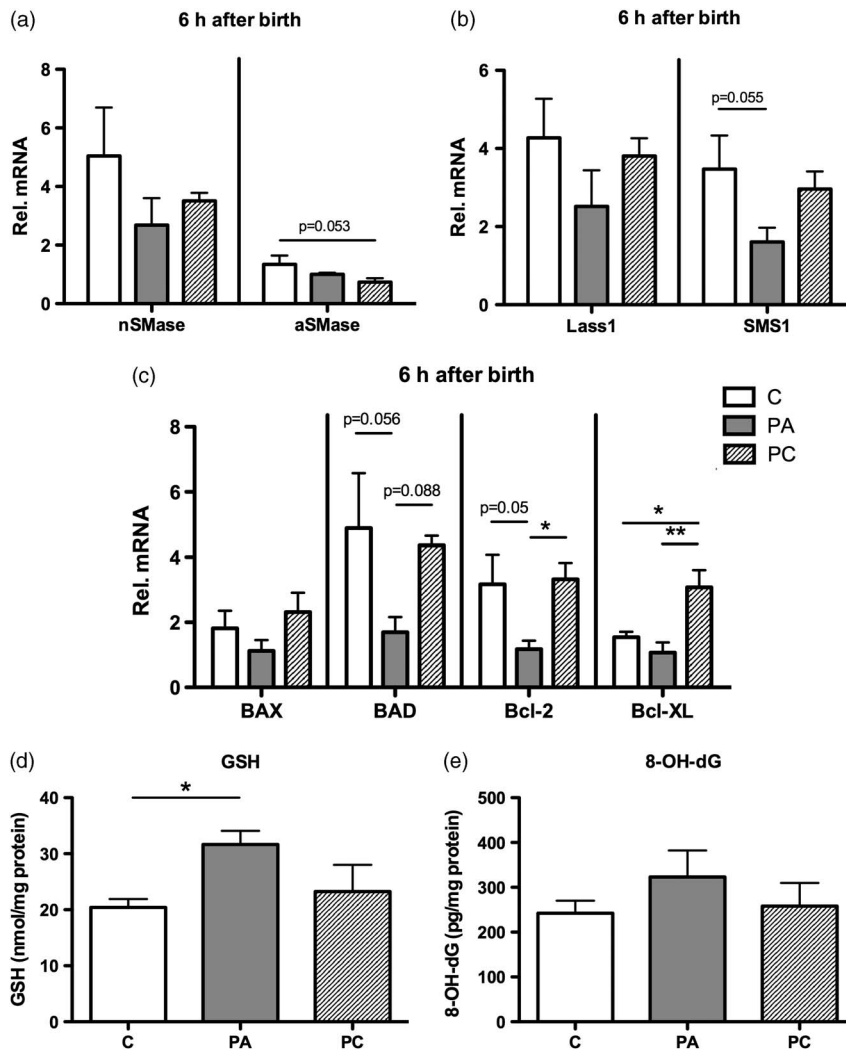 (a)
6 h after birth
Rel. mRNA
8
6
4
2
0
p=0.053
nSMase aSMase
(b)
6 h after birth
Rel. mRNA
6
4
2
0
p=0.055
Lass1 SMS1
(c)
6 h after birth
C
PA
PC
Rel. mRNA
8
6
4
2
0
p=0.056
p=0.088
p=0.05
*
*
**
BAX BAD Bcl-2 Bcl-XL
(d)
GSH
GSH (nmol/mg protein)
40
30
20
10
0
*
C PA PC
(e)
8-OH-dG
8-OH-dG (pg/mg protein)
500
400
300
200
100
0
C PA PC